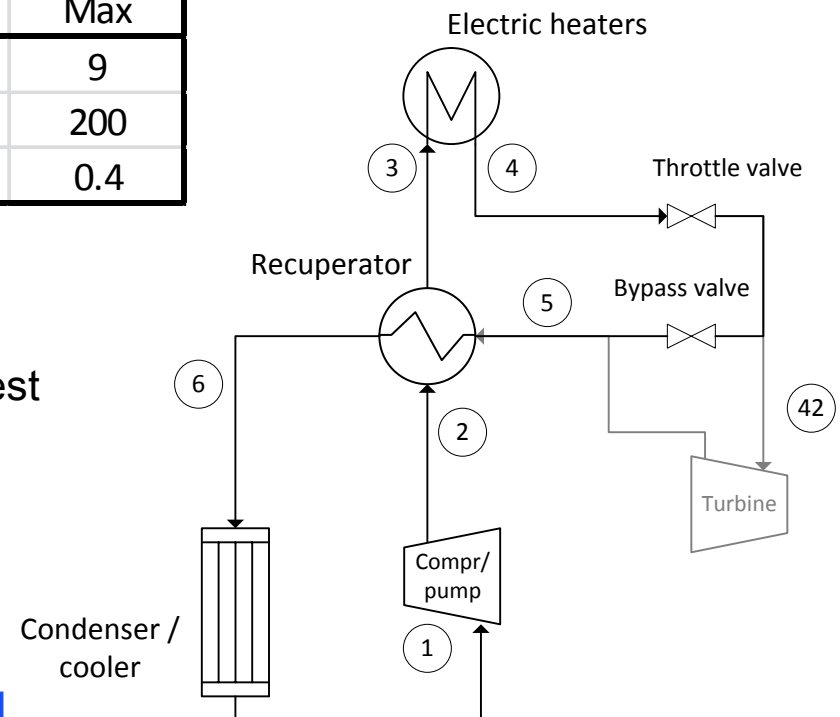 Max
9
200
0.4
Electric heaters
3
4
Throttle valve
Recuperator
5
Bypass valve
est
6
2
42
Turbine
Compr/
pump
Condenser /
cooler
1